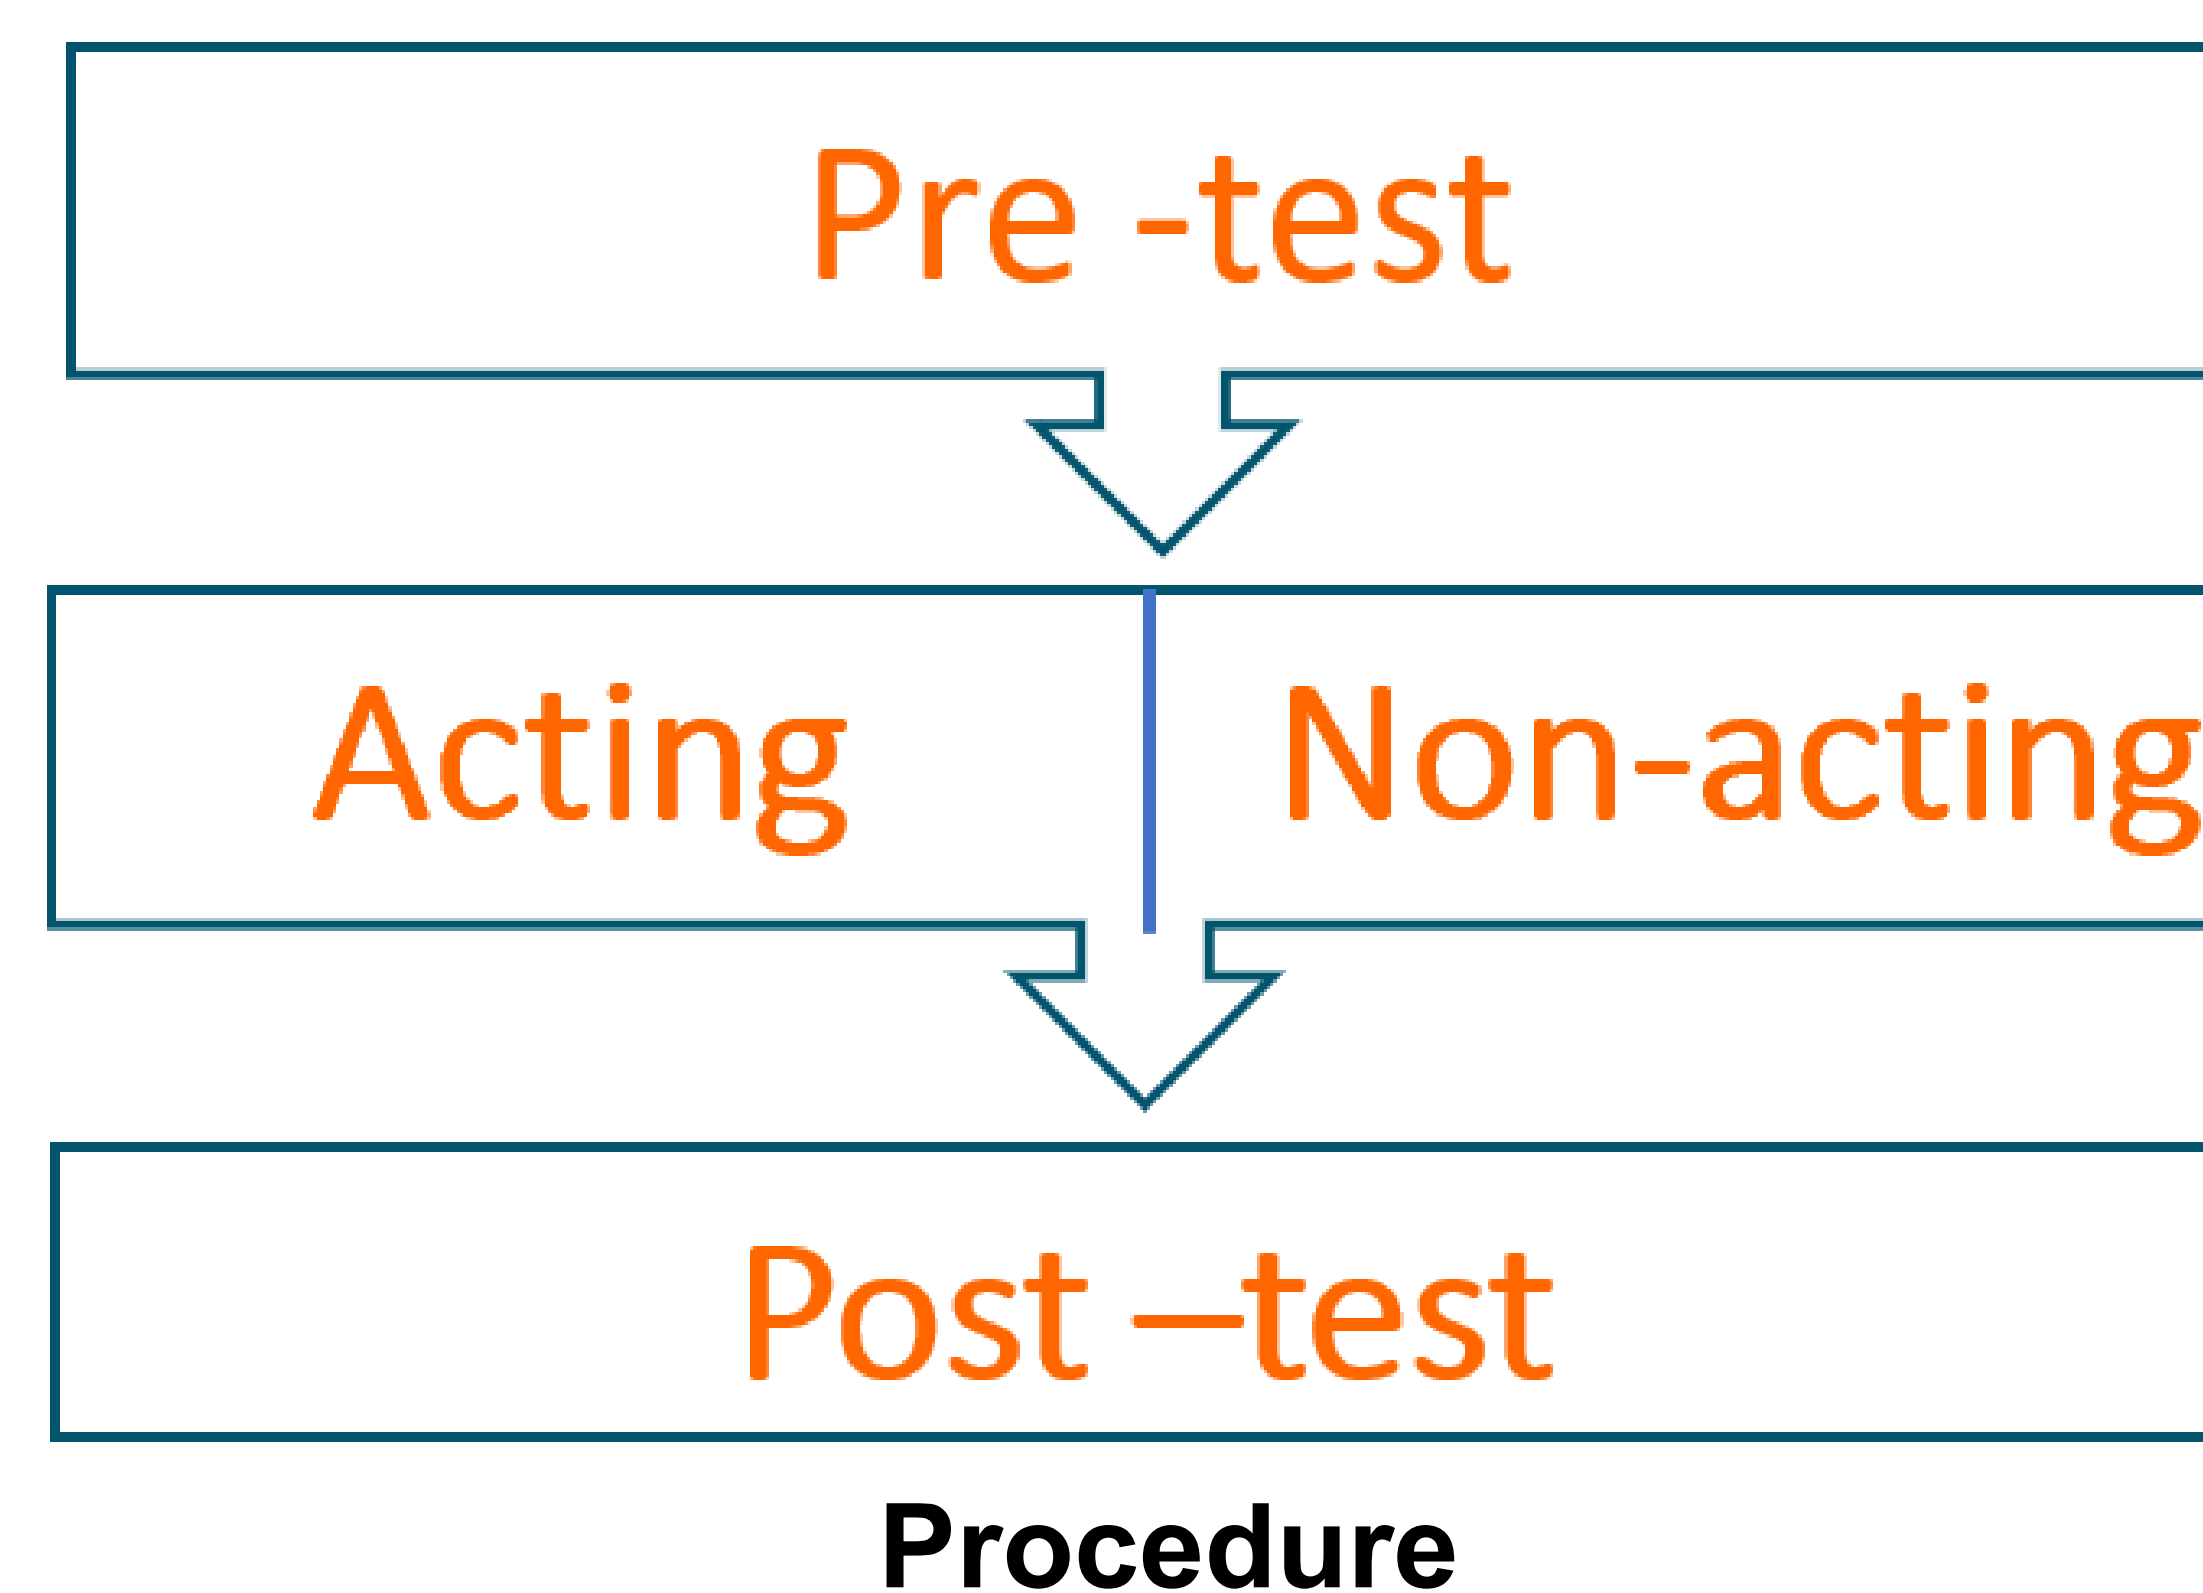 Pre -test
Acting
Non-acting
Post –test
Procedure